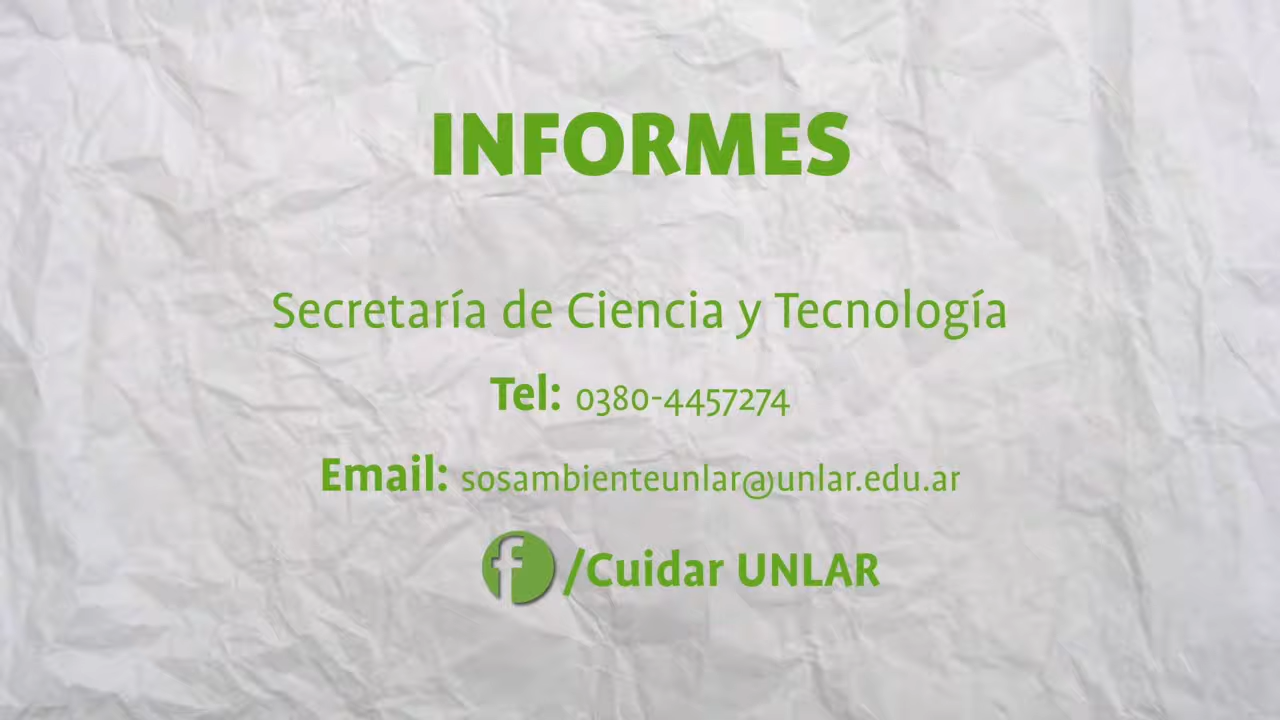 INFORMES
Secretaría de Ciencia y Tecnología
Tel: 0380-4457274
Email: sosambienteunlar@unlar.edu.ar
f /Cuidar UNLAR